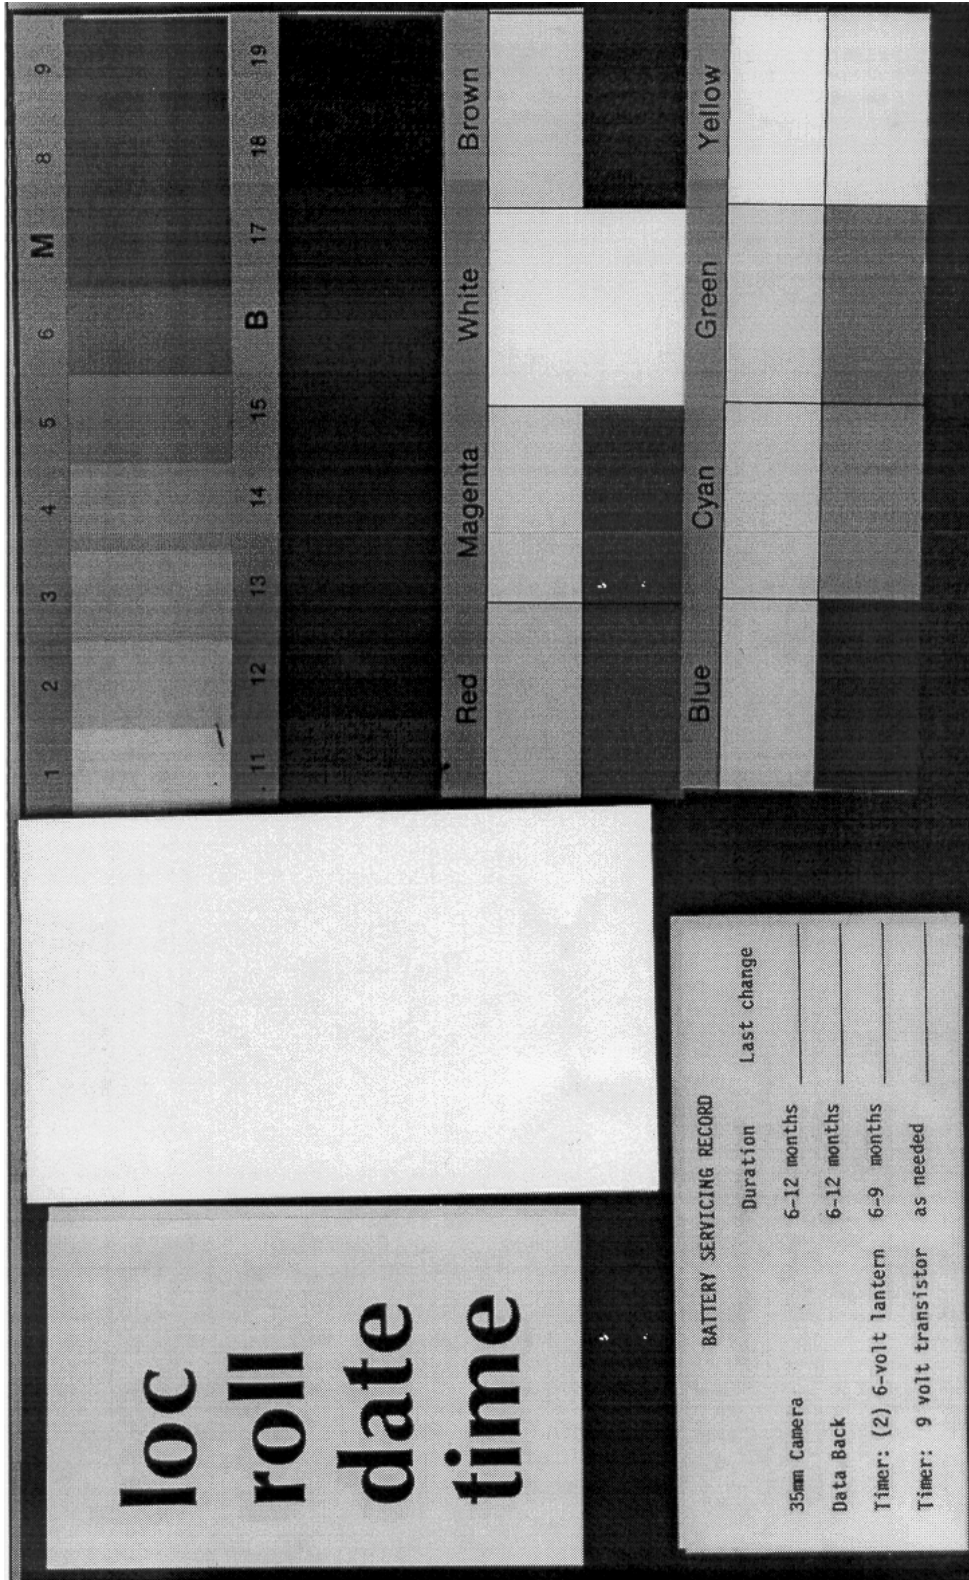 1 2 3 4 5 6 M 8 9
11 12 13 14 15 B 17 18 19
Red Magenta White Brown
Blue Cyan Green Yellow
loc
roll
date
time
BATTERY SERVICING RECORD
Duration Last change
35mm Camera 6-12 months
Data Back 6-12 months
Timer: (2) 6-volt lantern 6-9 months
Timer: 9 volt transistor as needed